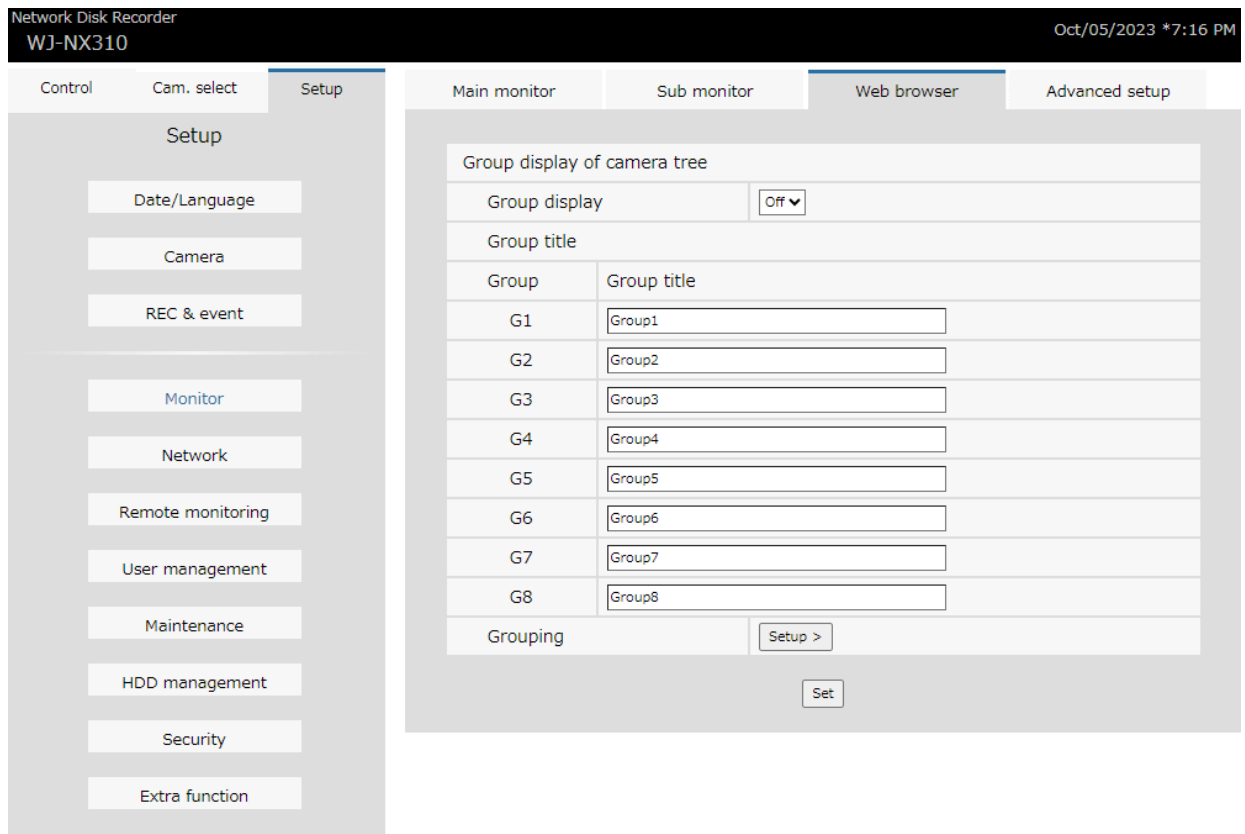 Network Disk Recorder
WJ-NX310
Oct/05/2023 *7:16 PM
Control Cam. select Setup
Setup
Date/Language
Camera
REC & event
Monitor
Network
Remote monitoring
User management
Maintenance
HDD management
Security
Extra function
Main monitor Sub monitor Web browser Advanced setup
Group display of camera tree
Group display Off
Group title
Group Group title
G1 Group1
G2 Group2
G3 Group3
G4 Group4
G5 Group5
G6 Group6
G7 Group7
G8 Group8
Grouping Setup >
Set